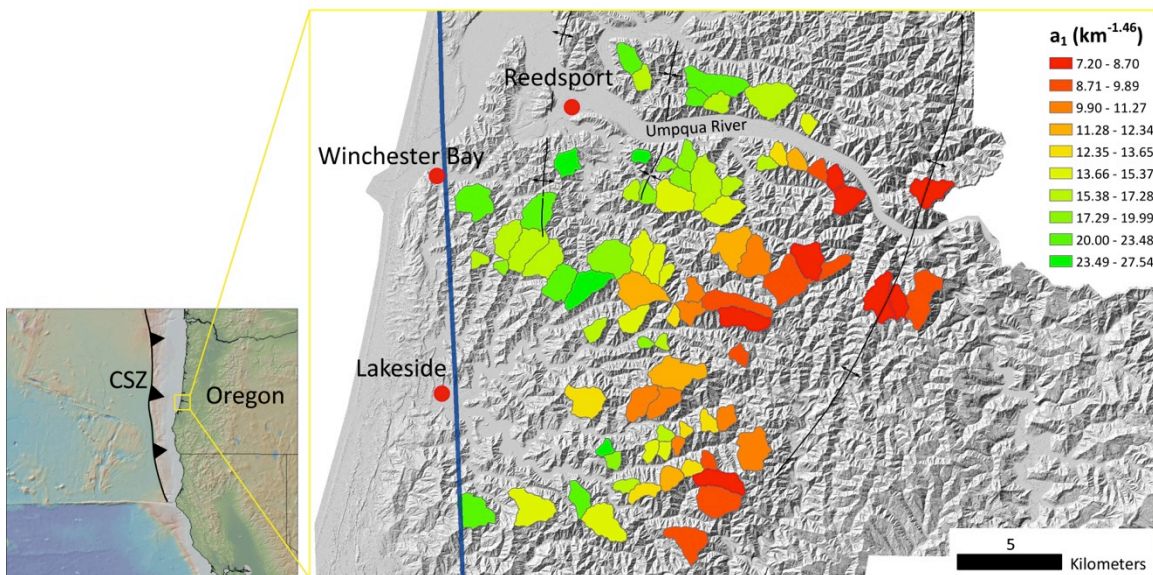 a₁ (km⁻¹·⁴⁶)
7.20 - 8.70
8.71 - 9.89
9.90 - 11.27
11.28 - 12.34
12.35 - 13.65
13.66 - 15.37
15.38 - 17.28
17.29 - 19.99
20.00 - 23.48
23.49 - 27.54
Reedsport
Umpqua River
Winchester Bay
Lakeside
CSZ
Oregon
5
Kilometers